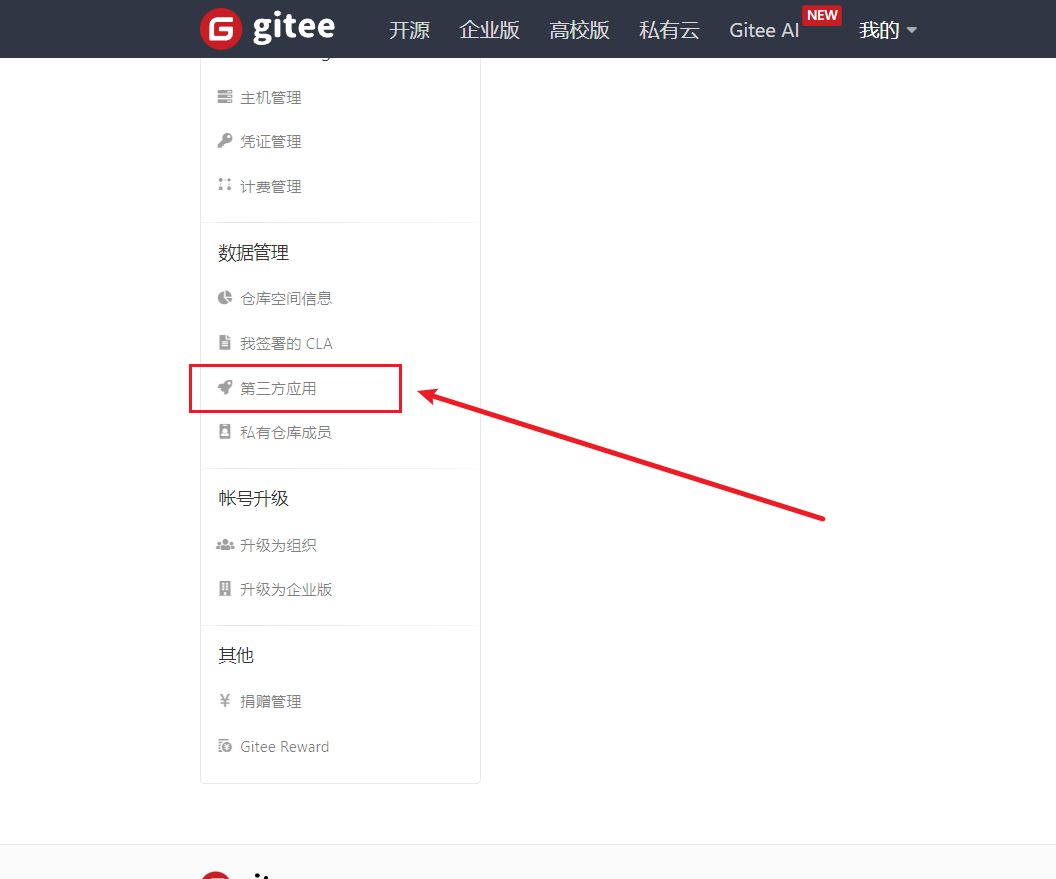 gitee 开源 企业版 高校版 私有云 Gitee AI NEW 我的
主机管理
凭证管理
计费管理
数据管理
仓库空间信息
我签署的 CLA
第三方应用
私有仓库成员
帐号升级
升级为组织
升级为企业版
其他
¥ 捐赠管理
Gitee Reward